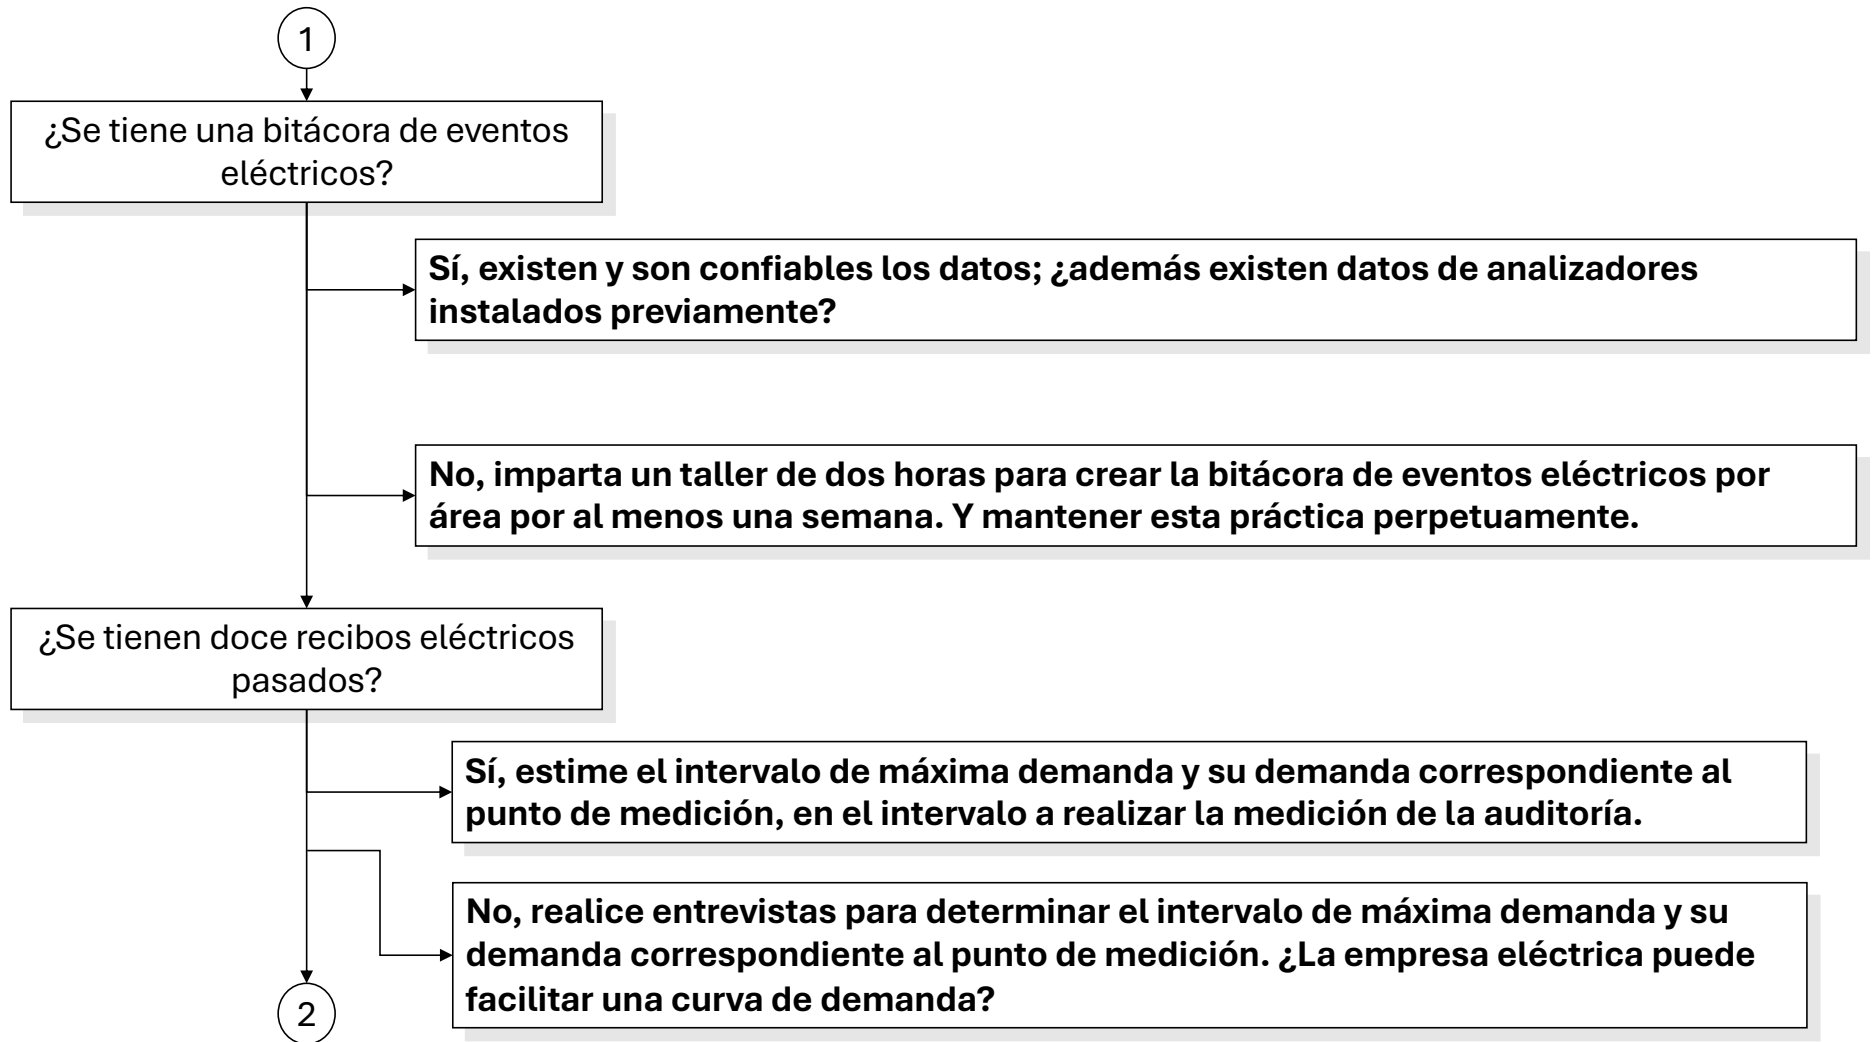 1
¿Se tiene una bitácora de eventos
eléctricos?
Sí, existen y son confiables los datos; ¿además existen datos de analizadores
instalados previamente?
No, imparta un taller de dos horas para crear la bitácora de eventos eléctricos por
área por al menos una semana. Y mantener esta práctica perpetuamente.
¿Se tienen doce recibos eléctricos
pasados?
Sí, estime el intervalo de máxima demanda y su demanda correspondiente al
punto de medición, en el intervalo a realizar la medición de la auditoría.
No, realice entrevistas para determinar el intervalo de máxima demanda y su
demanda correspondiente al punto de medición. ¿La empresa eléctrica puede
facilitar una curva de demanda?
2